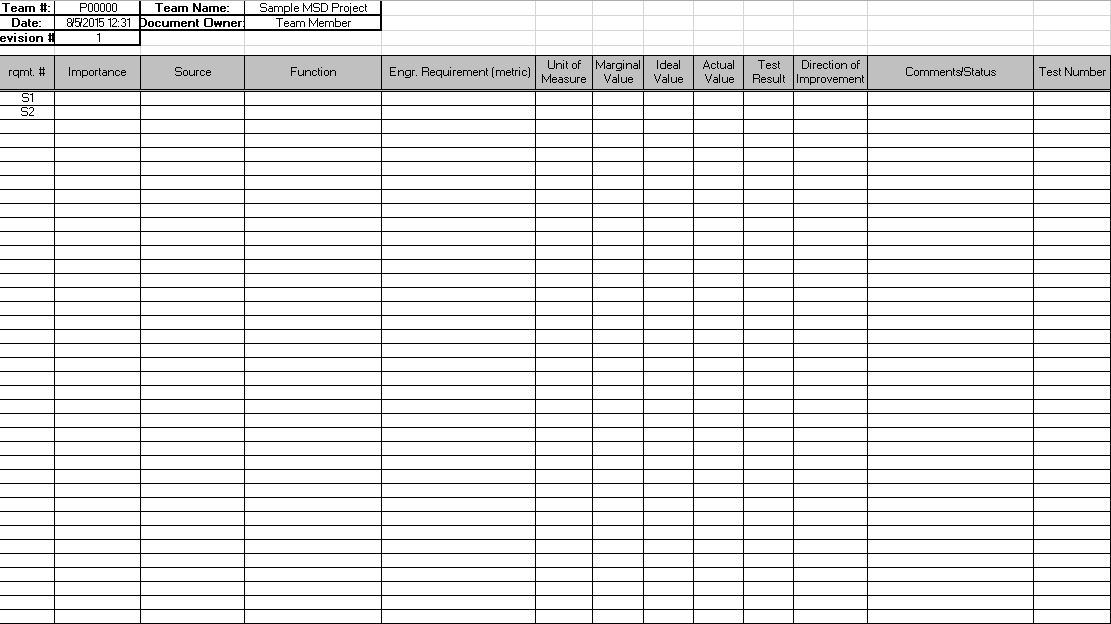 Team #: P00000 Team Name: Sample MSD Project
Date: 8/5/2015 12:31 Document Owner: Team Member
evision # 1
rqmt. # Importance Source Function Engr. Requirement (metric) Unit of Measure Marginal Value Ideal Value Actual Value Test Result Direction of Improvement Comments/Status Test Number
S1
S2